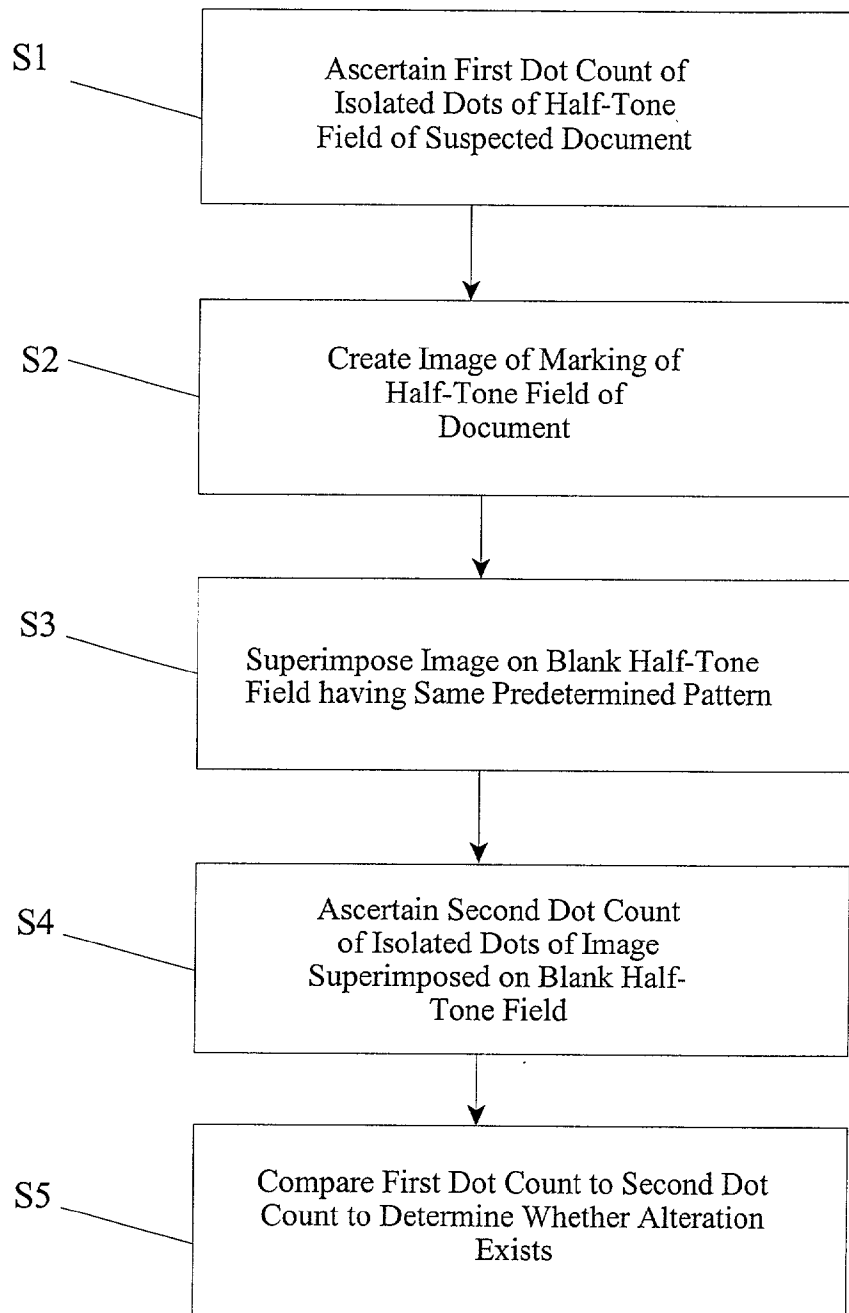 S1
Ascertain First Dot Count of
Isolated Dots of Half-Tone
Field of Suspected Document
S2
Create Image of Marking of
Half-Tone Field of
Document
S3
Superimpose Image on Blank Half-Tone
Field having Same Predetermined Pattern
S4
Ascertain Second Dot Count
of Isolated Dots of Image
Superimposed on Blank Half-
Tone Field
S5
Compare First Dot Count to Second Dot
Count to Determine Whether Alteration
Exists